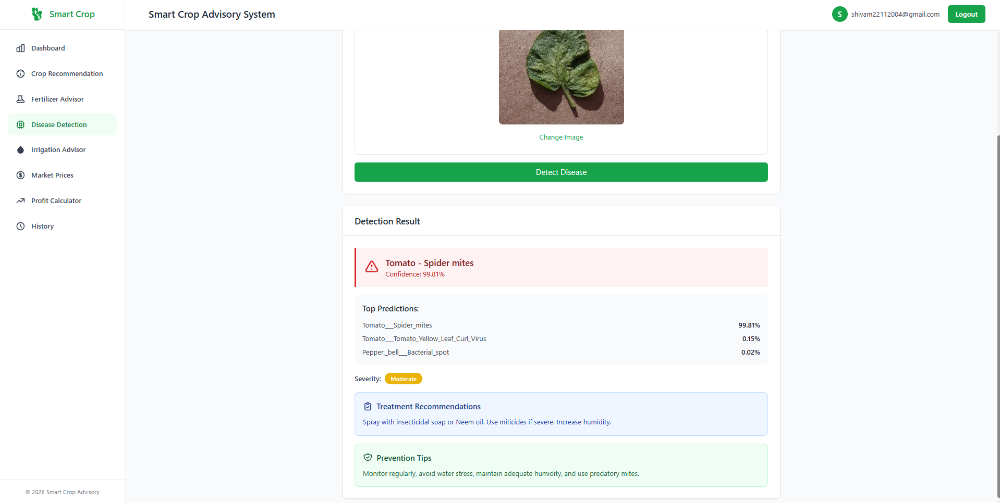 Smart Crop
Smart Crop Advisory System
S
shivam22112004@gmail.com
Logout
Dashboard
Crop Recommendation
Fertilizer Advisor
Disease Detection
Irrigation Advisor
Market Prices
Profit Calculator
History
© 2026 Smart Crop Advisory
Change Image
Detect Disease
Detection Result
Tomato - Spider mites
Confidence: 99.81%
Top Predictions:
Tomato___Spider_mites 99.81%
Tomato___Tomato_Yellow_Leaf_Curl_Virus 0.15%
Pepper,_bell___Bacterial_spot 0.02%
Severity: Moderate
Treatment Recommendations
Spray with insecticidal soap or Neem oil. Use miticides if severe. Increase humidity.
Prevention Tips
Monitor regularly, avoid water stress, maintain adequate humidity, and use predatory mites.